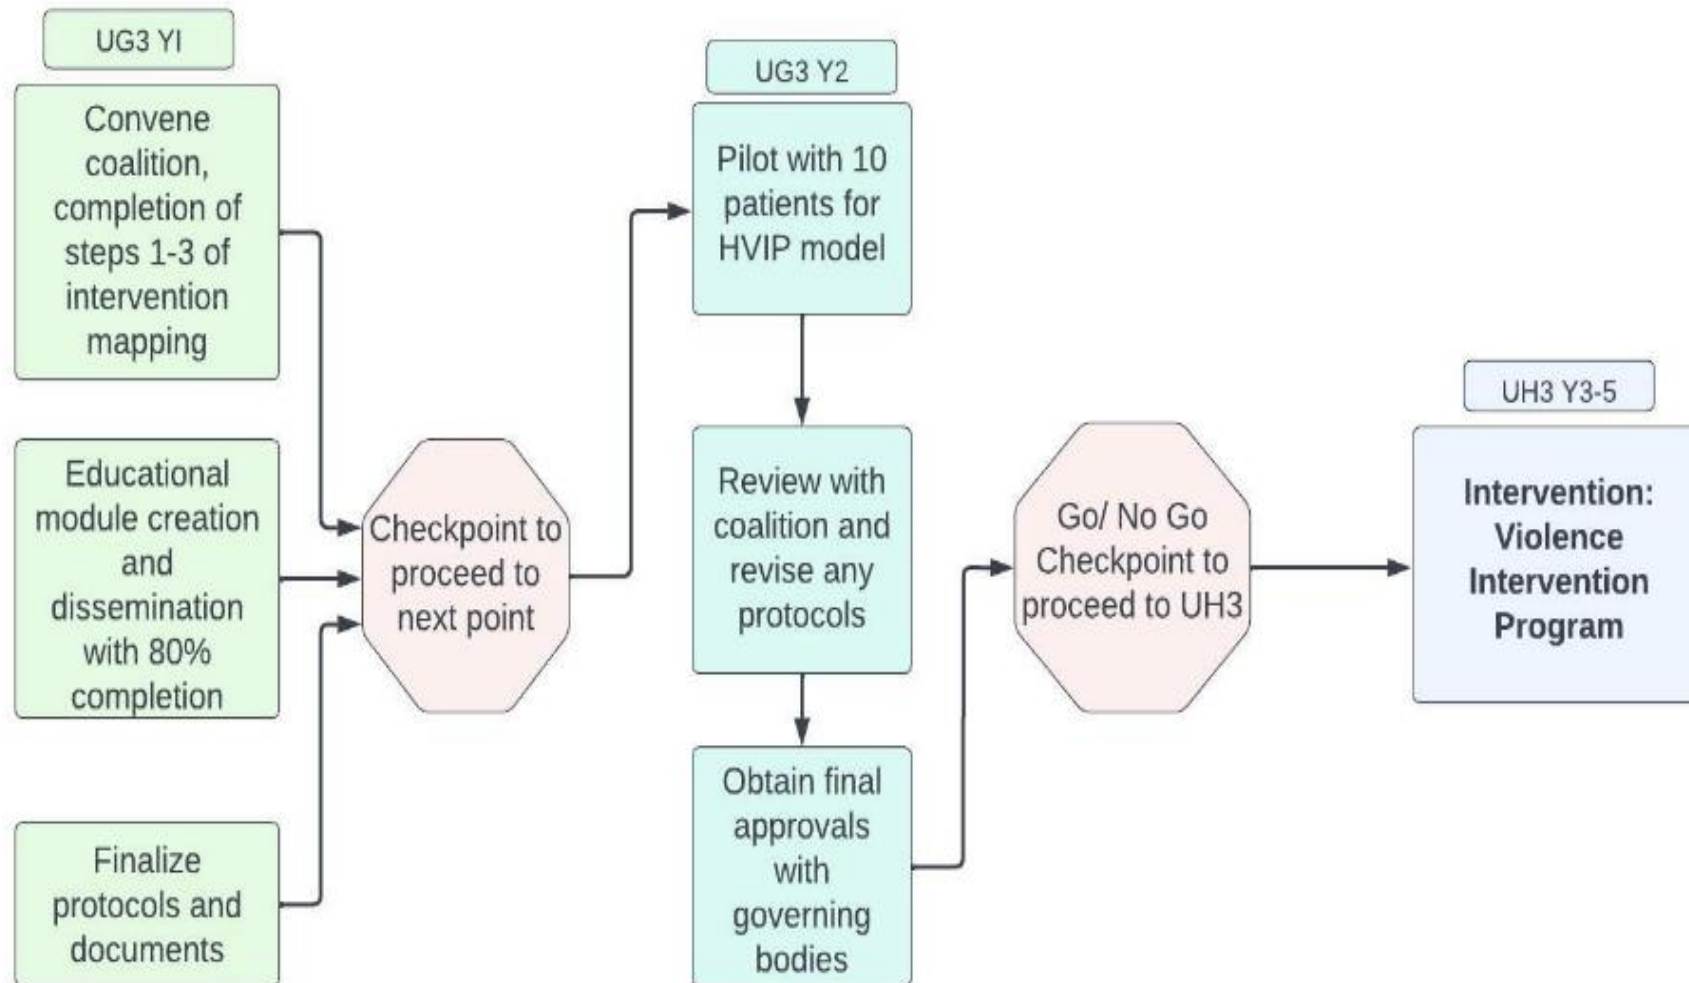 UG3 YI
Convene
coalition,
completion of
steps 1-3 of
intervention
mapping
Educational
module creation
and
dissemination
with 80%
completion
Finalize
protocols and
documents
Checkpoint to
proceed to
next point
UG3 Y2
Pilot with 10
patients for
HVIP model
Review with
coalition and
revise any
protocols
Obtain final
approvals
with
governing
bodies
Go/ No Go
Checkpoint to
proceed to UH3
UH3 Y3-5
Intervention:
Violence
Intervention
Program